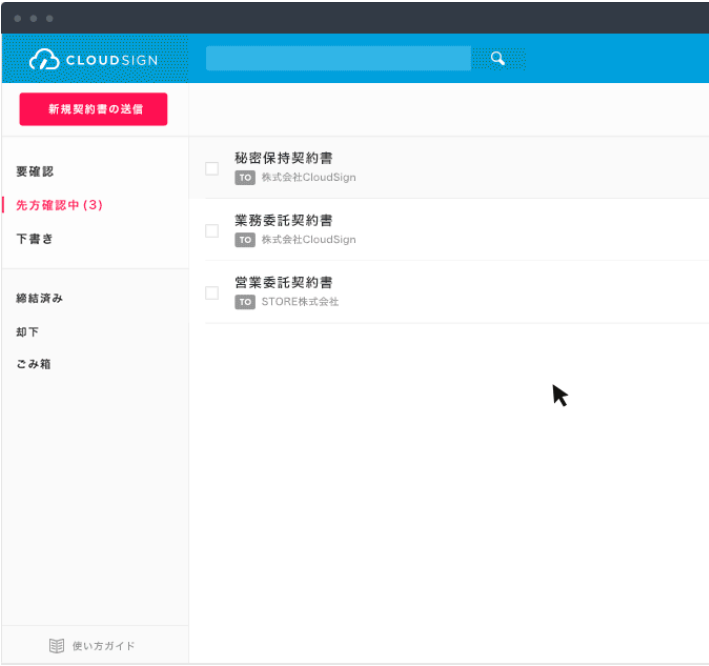 CLOUDSIGN
新規契約書の送信
要確認
先方確認中 (3)
下書き
締結済み
却下
ごみ箱
使い方ガイド
秘密保持契約書
TO 株式会社CloudSign
業務委託契約書
TO 株式会社CloudSign
営業委託契約書
TO STORE株式会社